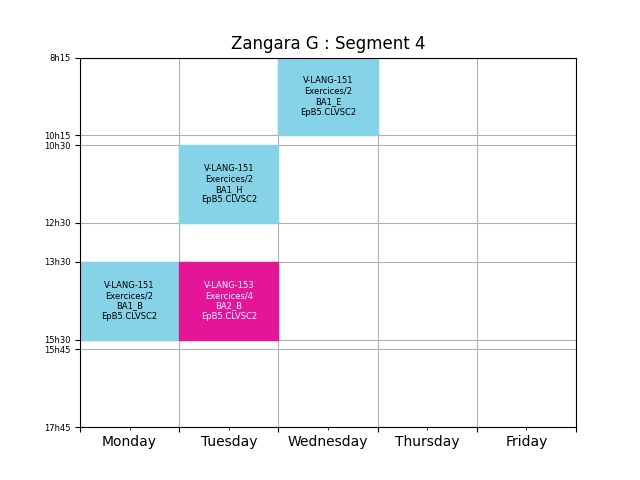 Zangara G : Segment 4
8h15
V-LANG-151
Exercices/2
BA1_E
EpB5.CLVSC2
10h15
10h30
V-LANG-151
Exercices/2
BA1_H
EpB5.CLVSC2
12h30
13h30
V-LANG-151
Exercices/2
BA1_B
EpB5.CLVSC2
V-LANG-153
Exercices/4
BA2_B
EpB5.CLVSC2
15h30
15h45
17h45
Monday
Tuesday
Wednesday
Thursday
Friday